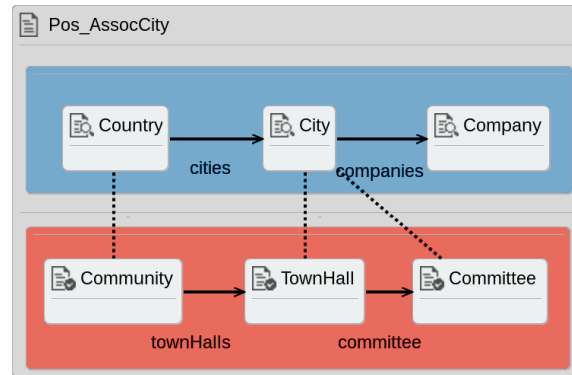 Pos_AssocCity
Country
City
Company
cities
companies
Community
TownHall
Committee
townHalls
committee